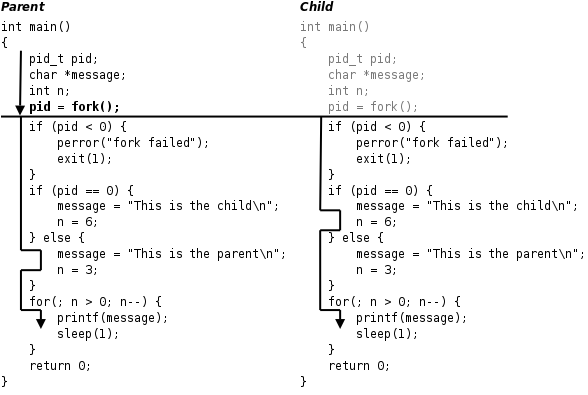 Parent
int main()
{
    pid_t pid;
    char *message;
    int n;
    pid = fork();
    if (pid < 0) {
        perror("fork failed");
        exit(1);
    }
    if (pid == 0) {
        message = "This is the child\n";
        n = 6;
    } else {
        message = "This is the parent\n";
        n = 3;
    }
    for(; n > 0; n--) {
        printf(message);
        sleep(1);
    }
    return 0;
}
Child
int main()
{
    pid_t pid;
    char *message;
    int n;
    pid = fork();
    if (pid < 0) {
        perror("fork failed");
        exit(1);
    }
    if (pid == 0) {
        message = "This is the child\n";
        n = 6;
    } else {
        message = "This is the parent\n";
        n = 3;
    }
    for(; n > 0; n--) {
        printf(message);
        sleep(1);
    }
    return 0;
}